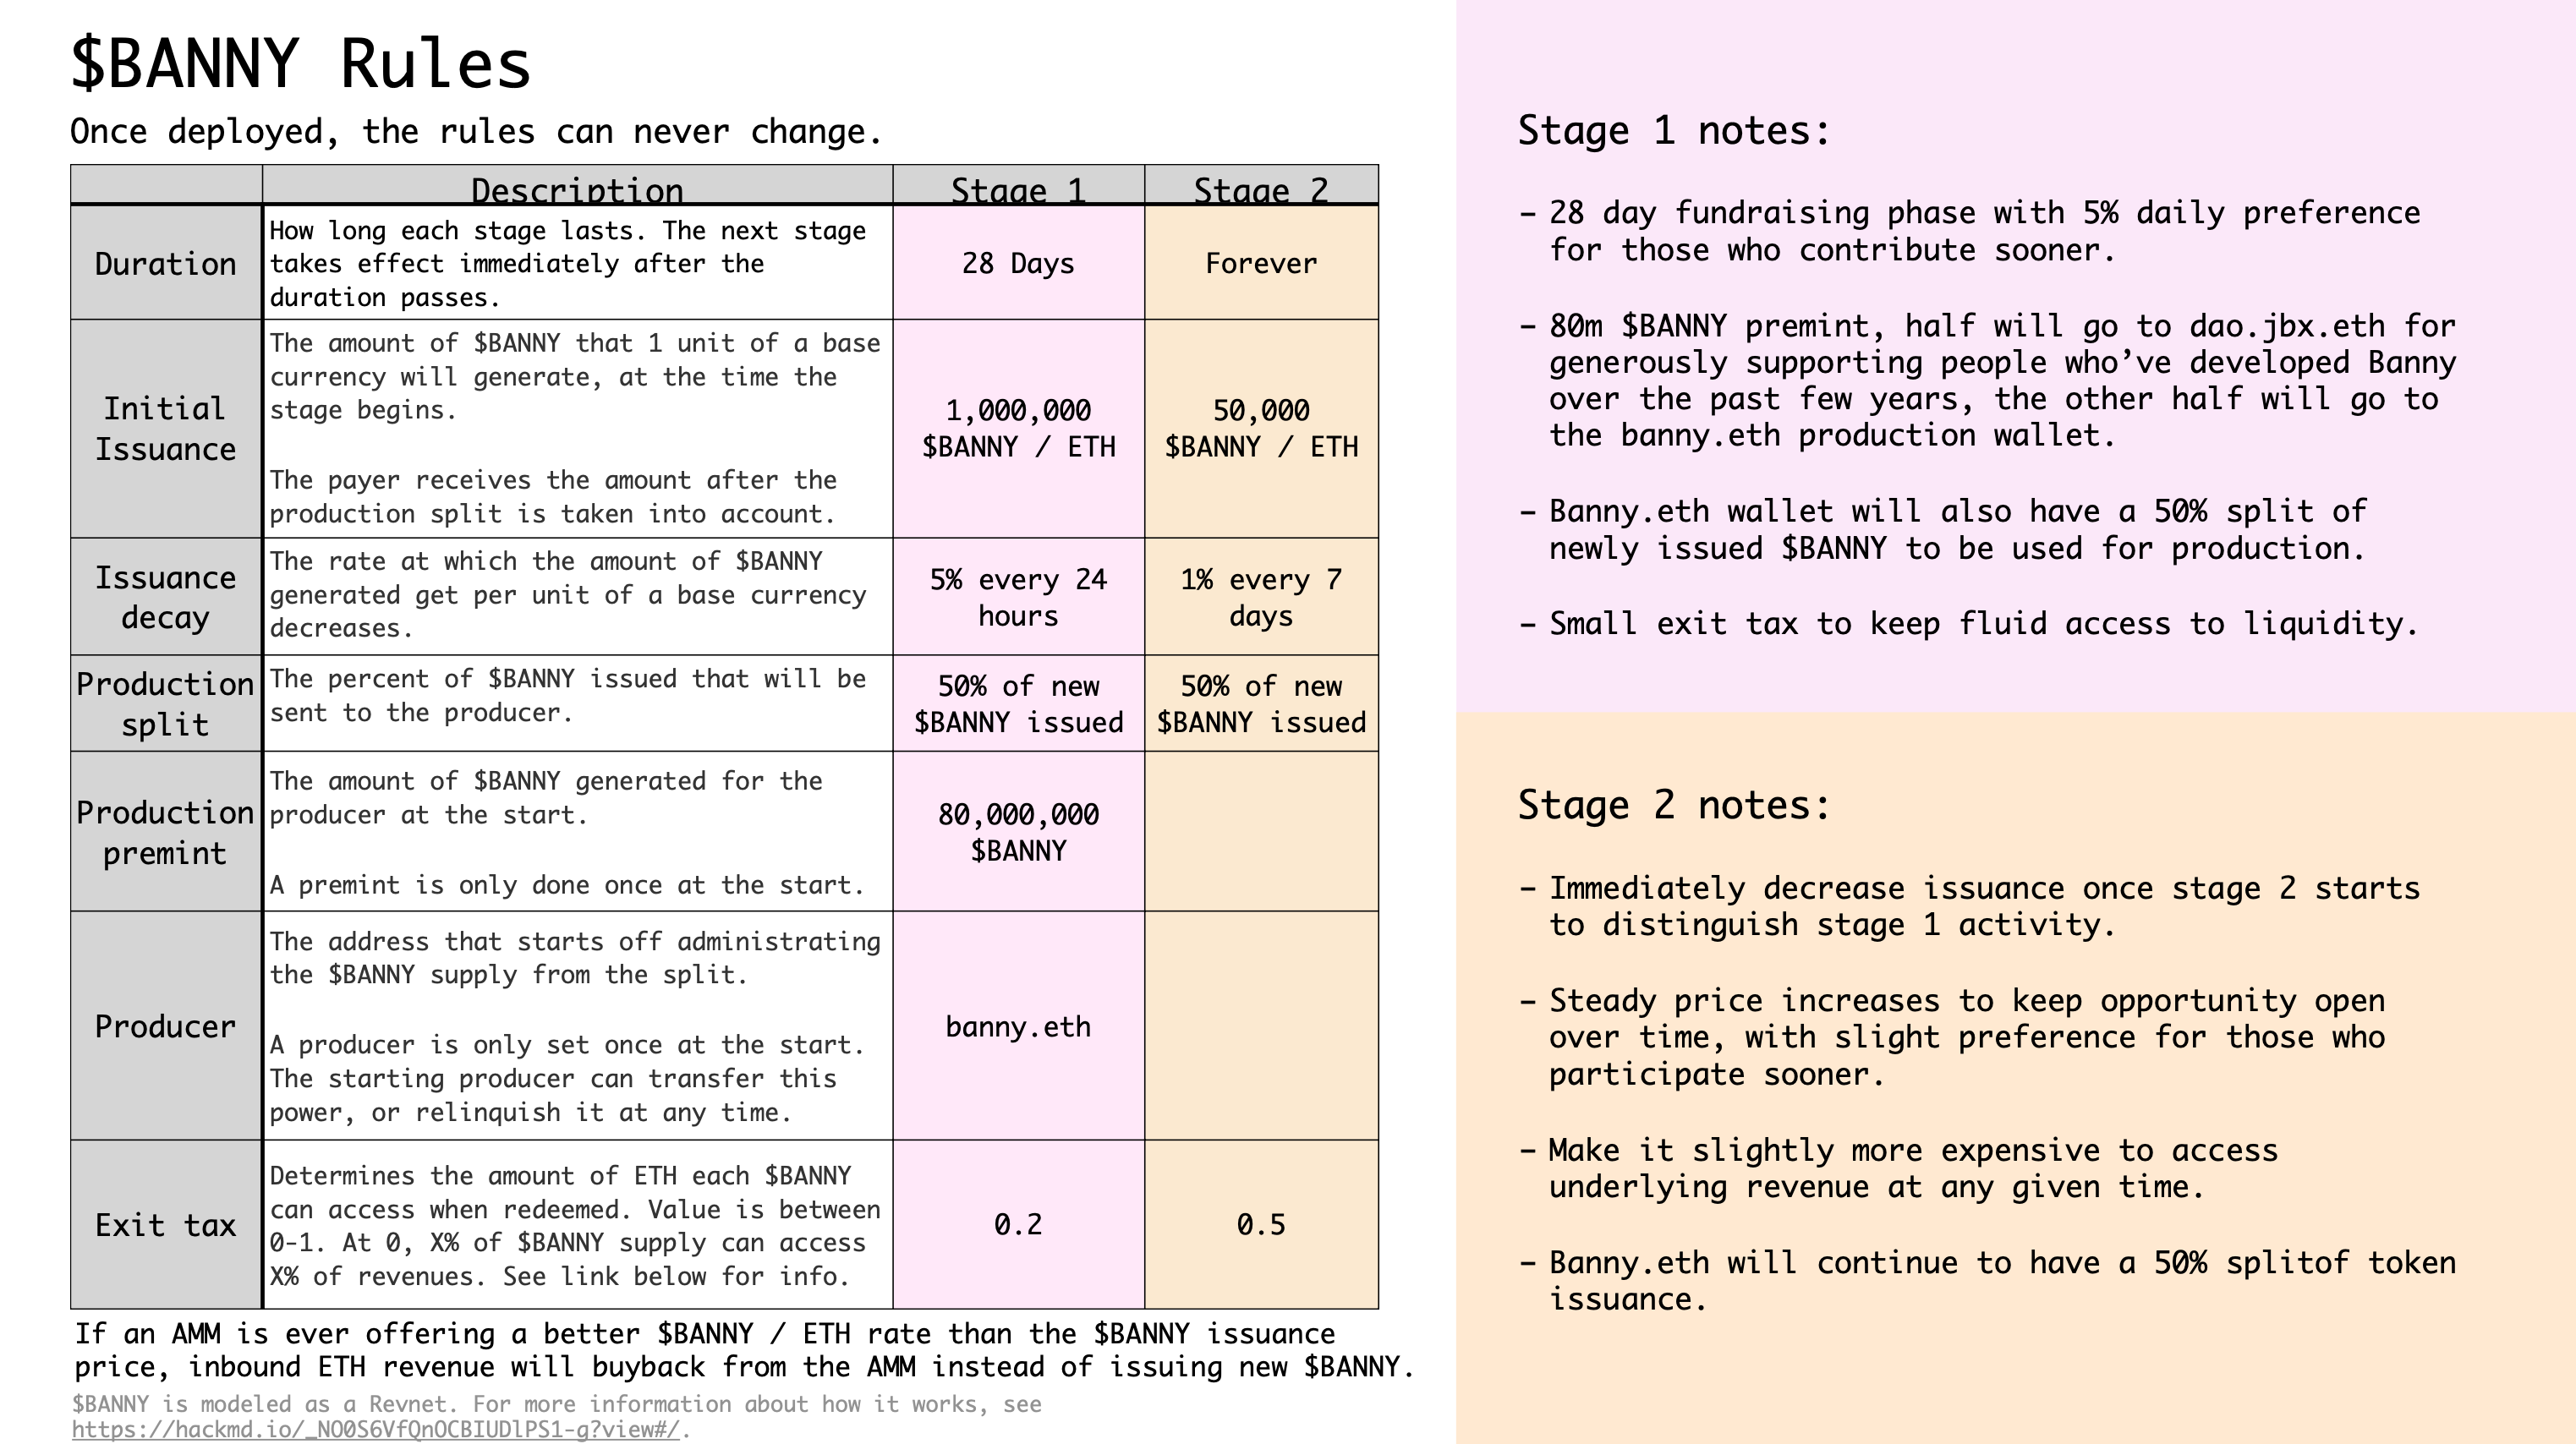 $BANNY Rules
Once deployed, the rules can never change.
Description
Stage 1
Stage 2
Duration
How long each stage lasts. The next stage
takes effect immediately after the
duration passes.
28 Days
Forever
Initial
Issuance
The amount of $BANNY that 1 unit of a base
currency will generate, at the time the
stage begins.
The payer receives the amount after the
production split is taken into account.
1,000,000
$BANNY / ETH
50,000
$BANNY / ETH
Issuance
decay
The rate at which the amount of $BANNY
generated get per unit of a base currency
decreases.
5% every 24
hours
1% every 7
days
Production
split
The percent of $BANNY issued that will be
sent to the producer.
50% of new
$BANNY issued
50% of new
$BANNY issued
Production
premint
The amount of $BANNY generated for the
producer at the start.
A premint is only done once at the start.
80,000,000
$BANNY
Producer
The address that starts off administrating
the $BANNY supply from the split.
A producer is only set once at the start.
The starting producer can transfer this
power, or relinquish it at any time.
banny.eth
Exit tax
Determines the amount of ETH each $BANNY
can access when redeemed. Value is between
0-1. At 0, X% of $BANNY supply can access
X% of revenues. See link below for info.
0.2
0.5
If an AMM is ever offering a better $BANNY / ETH rate than the $BANNY issuance
price, inbound ETH revenue will buyback from the AMM instead of issuing new $BANNY.
$BANNY is modeled as a Revnet. For more information about how it works, see
https://hackmd.io/_NO0S6VfQnOCBIUDlPS1-g?view#/.
Stage 1 notes:
– 28 day fundraising phase with 5% daily preference
for those who contribute sooner.
– 80m $BANNY premint, half will go to dao.jbx.eth for
generously supporting people who’ve developed Banny
over the past few years, the other half will go to
the banny.eth production wallet.
– Banny.eth wallet will also have a 50% split of
newly issued $BANNY to be used for production.
– Small exit tax to keep fluid access to liquidity.
Stage 2 notes:
– Immediately decrease issuance once stage 2 starts
to distinguish stage 1 activity.
– Steady price increases to keep opportunity open
over time, with slight preference for those who
participate sooner.
– Make it slightly more expensive to access
underlying revenue at any given time.
– Banny.eth will continue to have a 50% splitof token
issuance.